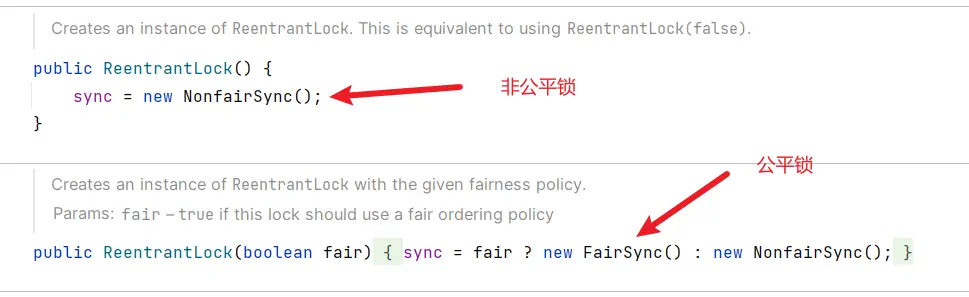 Creates an instance of ReentrantLock. This is equivalent to using ReentrantLock(false).
public ReentrantLock() {
    sync = new NonfairSync();
非公平锁
}
公平锁
Creates an instance of ReentrantLock with the given fairness policy.
Params: fair – true if this lock should use a fair ordering policy
public ReentrantLock(boolean fair) { sync = fair ? new FairSync() : new NonfairSync(); }